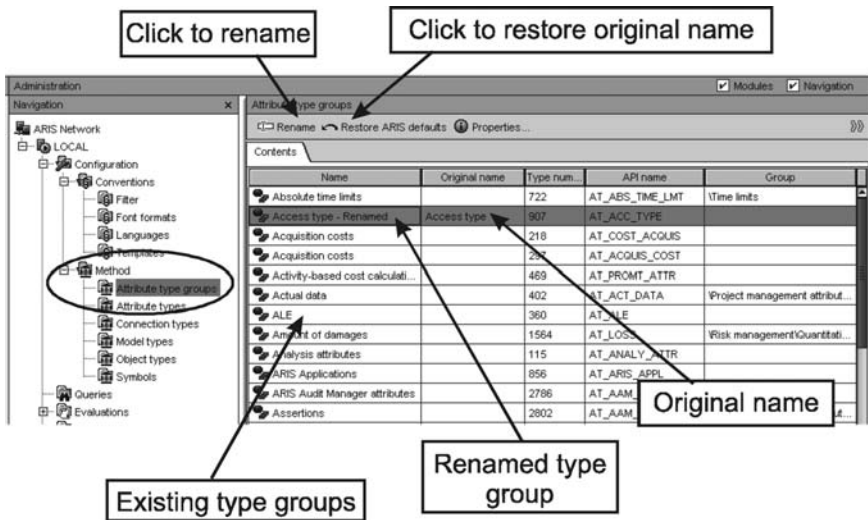 Click to rename
Click to restore original name
Administration
Modules
Navigation
Navigation
x
Attribute type groups
Rename
Restore ARIS defaults
Properties...
ARIS Network
LOCAL
Configuration
Conventions
Filter
Font formats
Languages
Templates
Method
Attribute type groups
Attribute types
Connection types
Model types
Object types
Symbols
Queries
Evaluations
Contents
Name Original name Type num... API name Group
Absolute time limits 722 AT_ABS_TIME_LMT \Time limits
Access type - Renamed Access type 907 AT_ACC_TYPE
Acquisition costs 218 AT_COST_ACQUIS
Acquisition costs 297 AT_ACQUIS_COST
Activity-based cost calculati... 469 AT_PROMT_ATTR
Actual data 402 AT_ACT_DATA \Project management attribut...
ALE 360 AT_ALE
Amount of damages 1564 AT_LOSS \Risk management\Quantitati...
Analysis attributes 115 AT_ANALY_ATTR
ARIS Applications 856 AT_ARIS_APPL
ARIS Audit Manager attributes 2786 AT_AAM_
Assertions 2802 AT_AAM_ ut...
Original name
Renamed type
group
Existing type groups